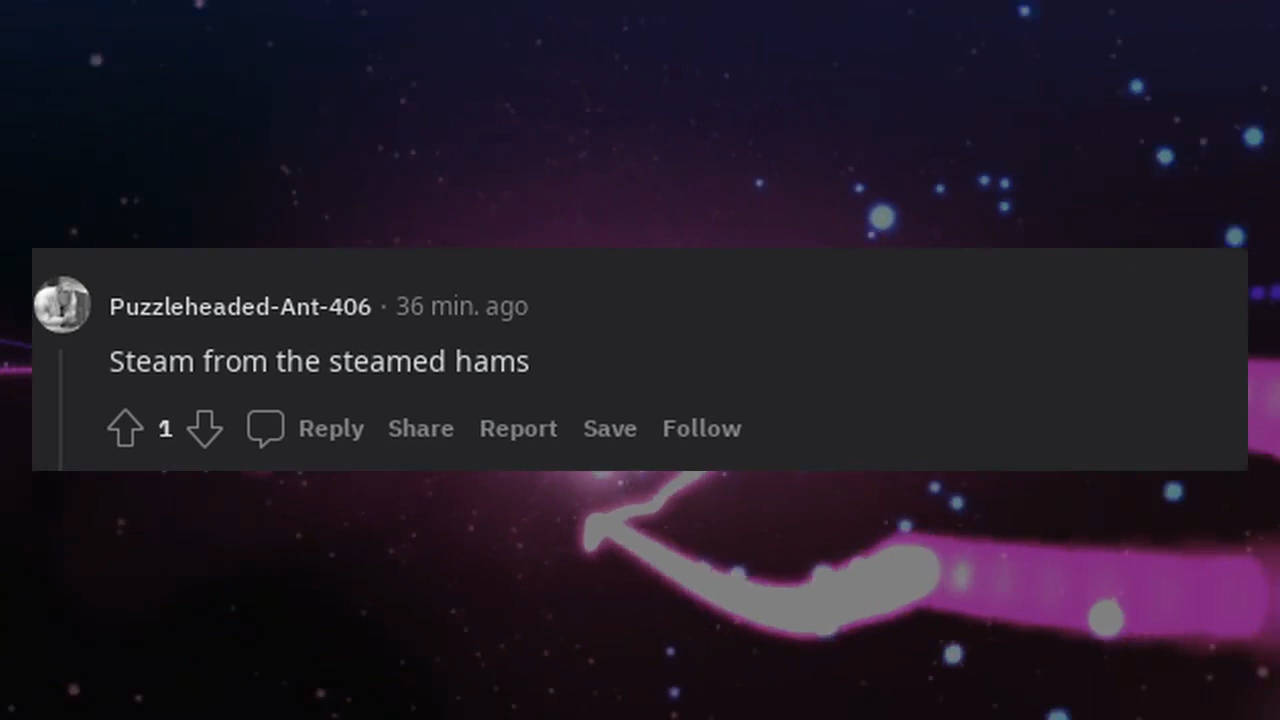 Puzzleheaded-Ant-406 · 36 min. ago
Steam from the steamed hams
1 Reply Share Report Save Follow